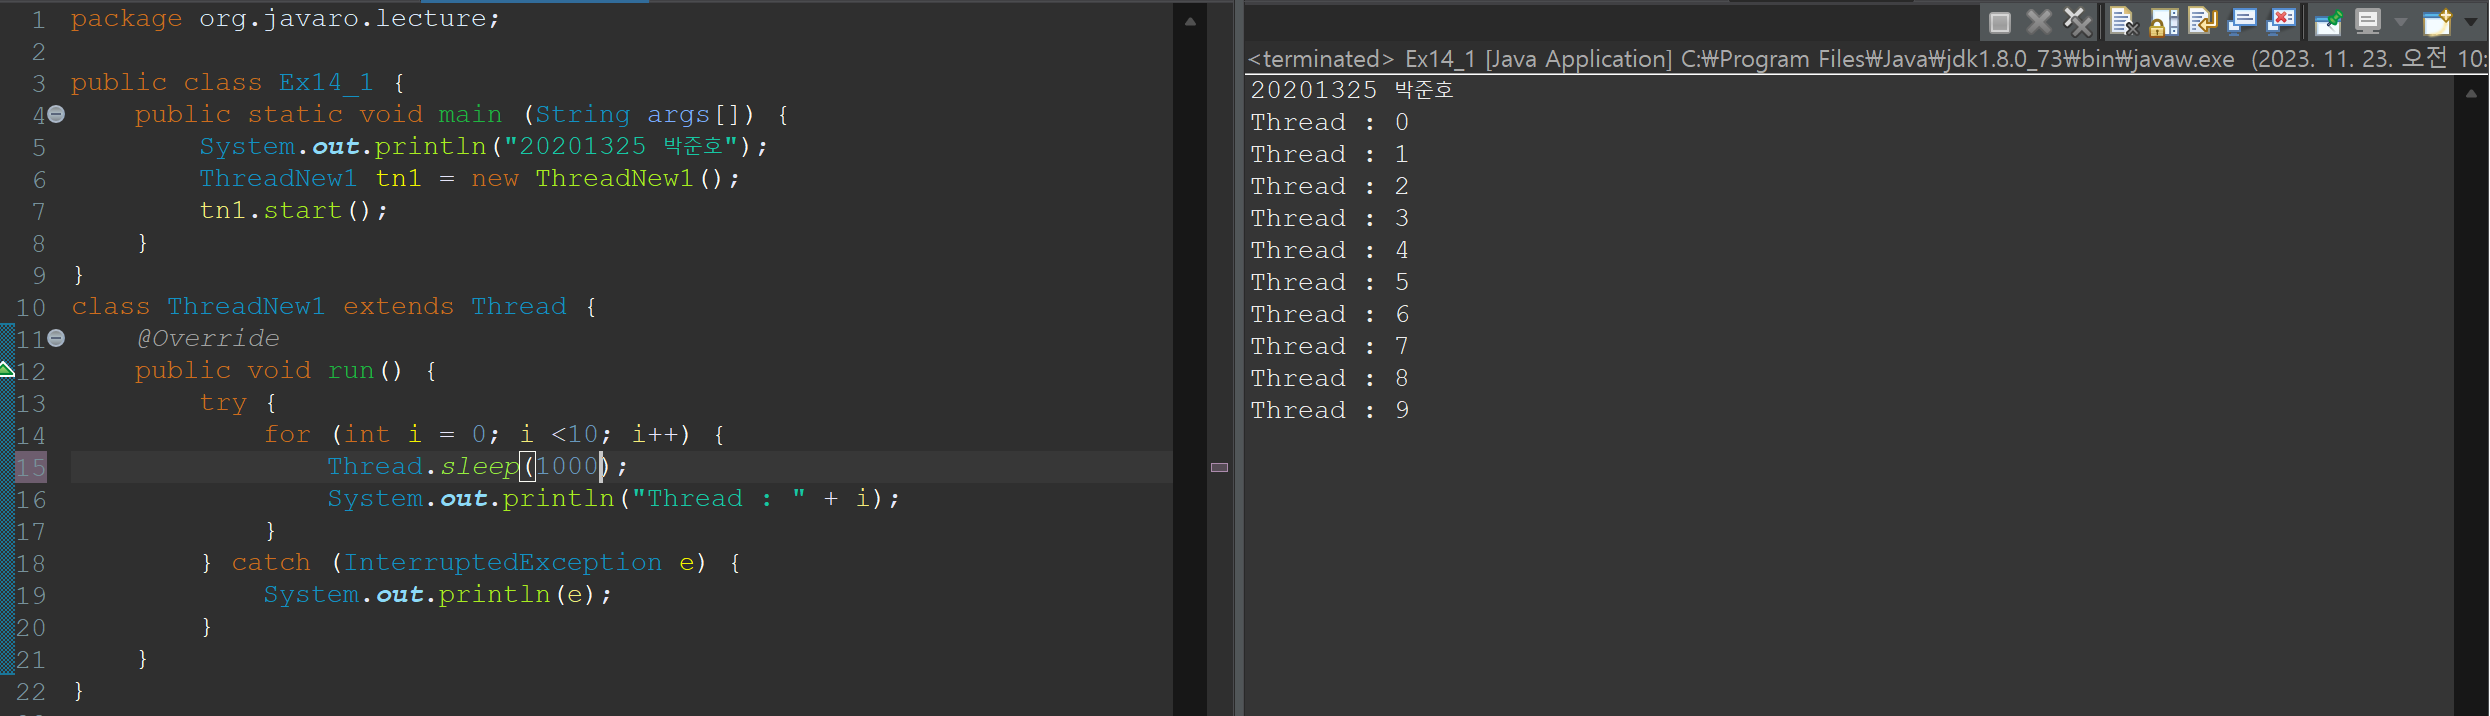 1 package org.javaro.lecture;
2
3 public class Ex14_1 {
4 public static void main (String args[]) {
5 System.out.println("20201325 박준호");
6 ThreadNew1 tn1 = new ThreadNew1();
7 tn1.start();
8 }
9 }
10 class ThreadNew1 extends Thread {
11 @Override
12 public void run() {
13 try {
14 for (int i = 0; i <10; i++) {
15 Thread.sleep(1000);
16 System.out.println("Thread : " + i);
17 }
18 } catch (InterruptedException e) {
19 System.out.println(e);
20 }
21 }
22 }
<terminated> Ex14_1 [Java Application] C:₩Program Files₩Java₩jdk1.8.0_73₩bin₩javaw.exe (2023. 11. 23. 오전 10:
20201325 박준호
Thread : 0
Thread : 1
Thread : 2
Thread : 3
Thread : 4
Thread : 5
Thread : 6
Thread : 7
Thread : 8
Thread : 9